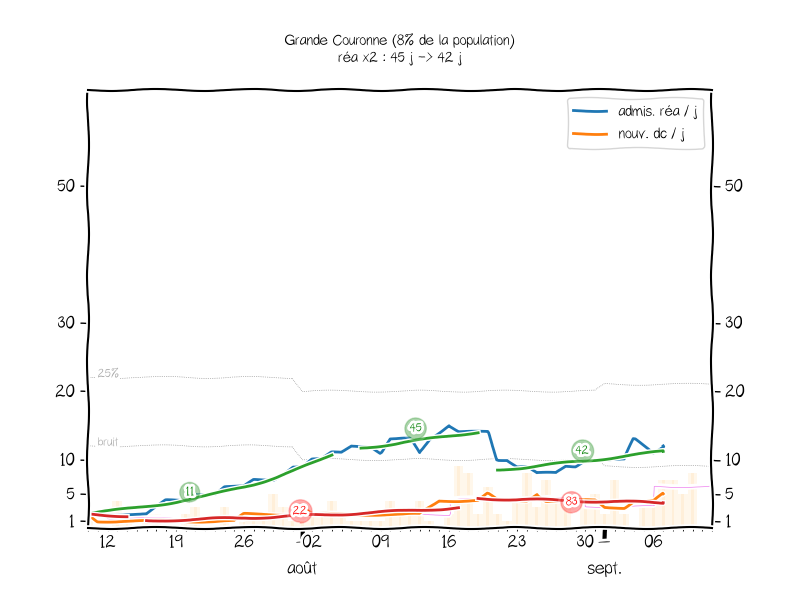 Grande Couronne (8% de la population)
réa x2 : 45 j -> 42 j
admis. réa / j
nouv. dc / j
50 50
30 30
25%
20 20
45
bruit
42
10 10
11
5 5
83
22
1 1
12 19 26 02 09 16 23 30 06
août sept.